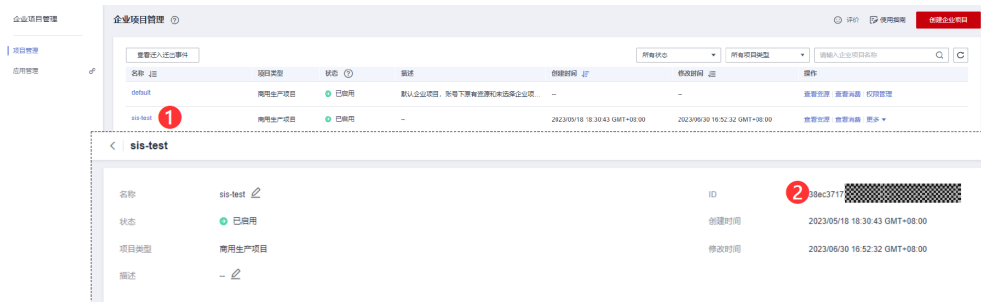 企业项目管理
企业项目管理 评价 使用指南 创建企业项目
项目管理
应用管理
查看迁入迁出事件 所有状态 所有项目类型 请输入企业项目名称
名称 项目类型 状态 描述 创建时间 修改时间 操作
default 商用生产项目 已启用 默认企业项目，账号下原有资源和未选择企业项... -- -- 查看资源 查看消费 权限管理
sis-test 1 商用生产项目 已启用 -- 2023/05/18 18:30:43 GMT+08:00 2023/06/30 16:52:32 GMT+08:00 查看资源 查看消费 更多
sis-test
名称 sis-test ID 2 38ec3717
状态 已启用 创建时间 2023/05/18 18:30:43 GMT+08:00
项目类型 商用生产项目 修改时间 2023/06/30 16:52:32 GMT+08:00
描述 --